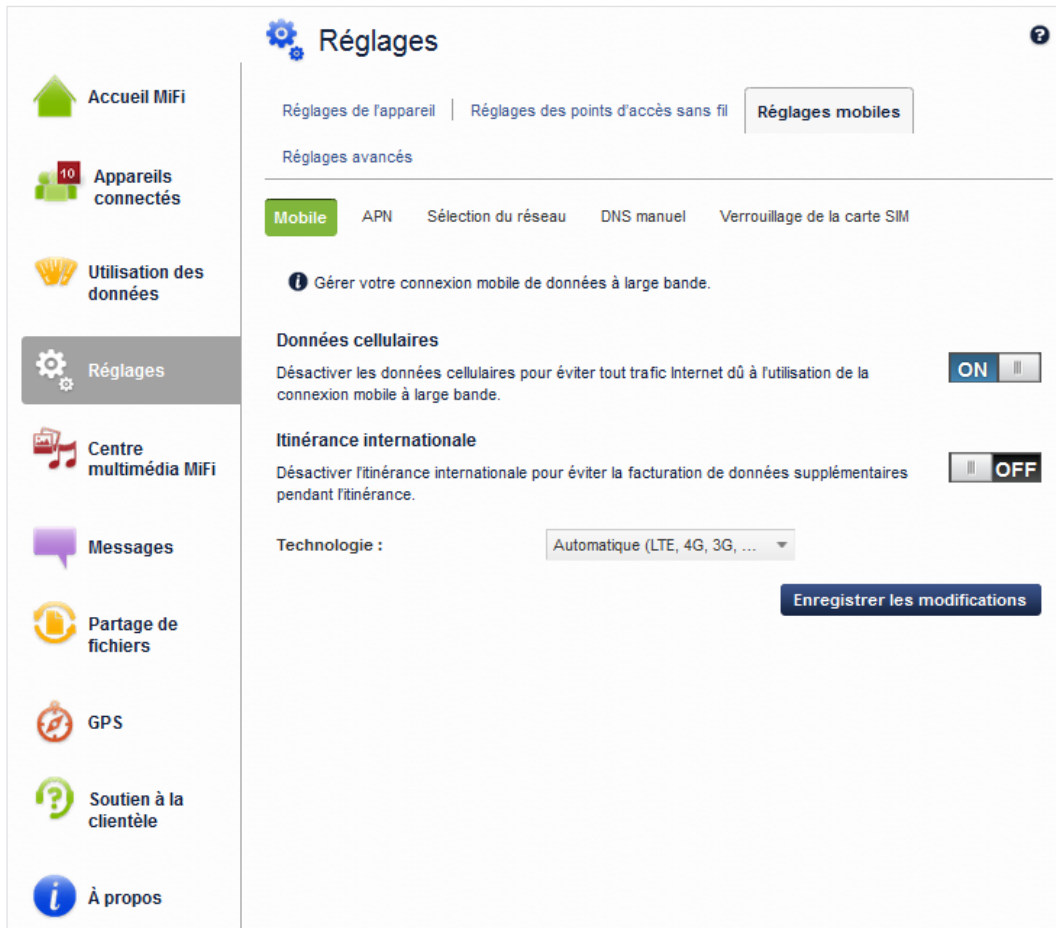 Réglages
Accueil MiFi
10
Appareils
connectés
Utilisation des
données
Réglages
Centre
multimédia MiFi
Messages
Partage de
fichiers
GPS
Soutien à la
clientèle
À propos
Réglages de l'appareil
Réglages des points d'accès sans fil
Réglages mobiles
Réglages avancés
Mobile
APN
Sélection du réseau
DNS manuel
Verrouillage de la carte SIM
Gérer votre connexion mobile de données à large bande.
Données cellulaires
Désactiver les données cellulaires pour éviter tout trafic Internet dû à l'utilisation de la
connexion mobile à large bande.
ON
Itinérance internationale
Désactiver l'itinérance internationale pour éviter la facturation de données supplémentaires
pendant l'itinérance.
OFF
Technologie :
Automatique (LTE, 4G, 3G, ...
Enregistrer les modifications